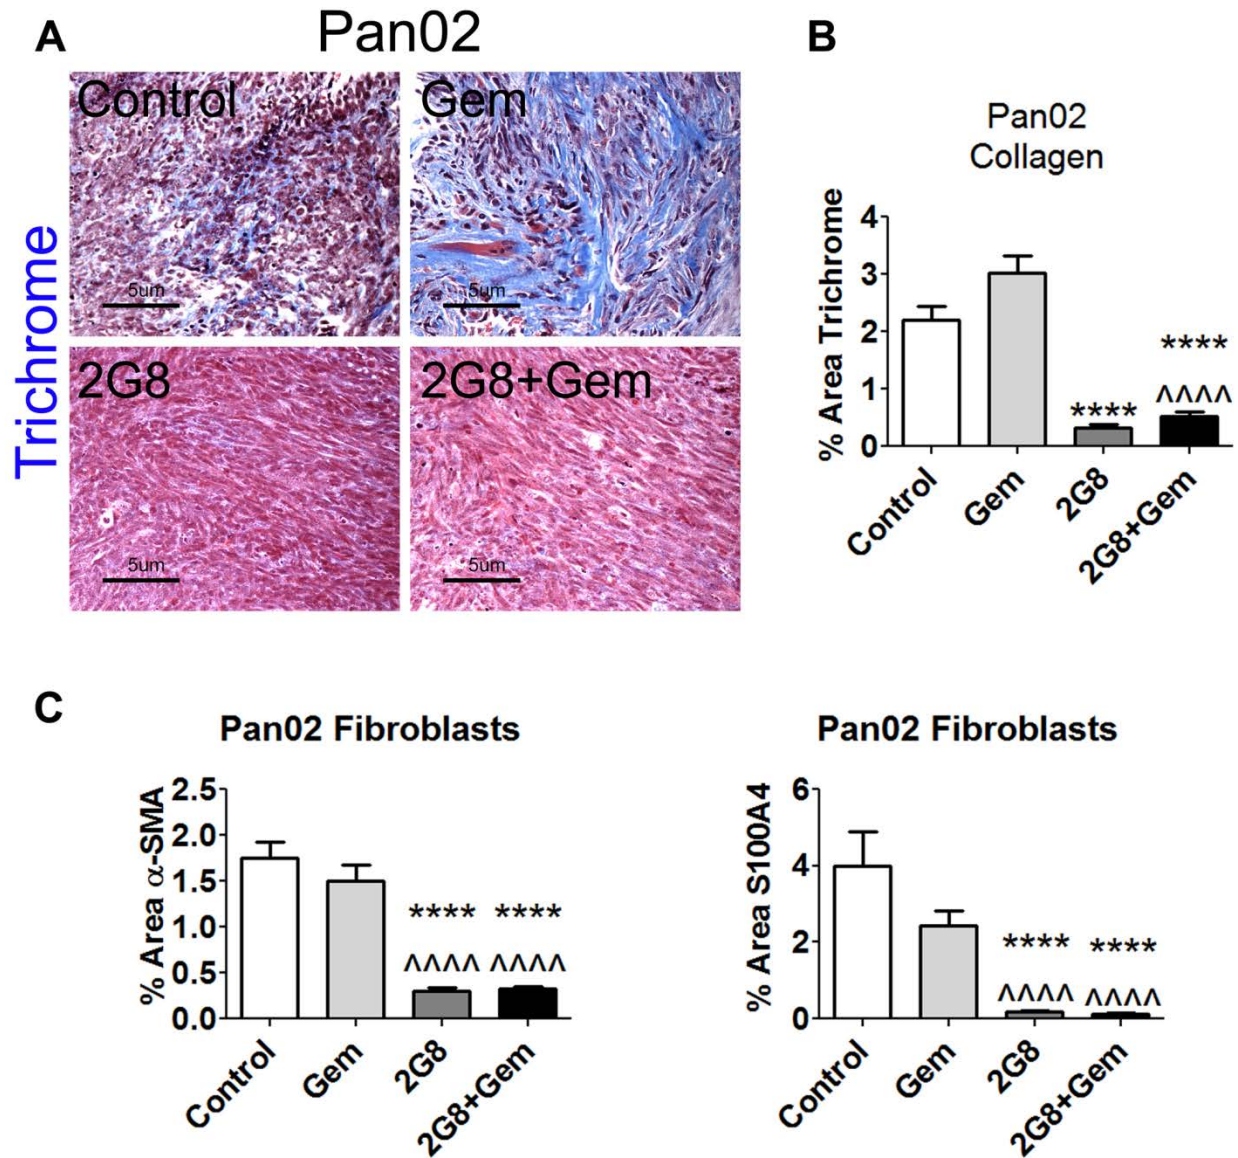 A
Pan02
Trichrome
Control
5um
Gem
5um
2G8
5um
2G8+Gem
5um
B
Pan02
Collagen
% Area Trichrome
4
3
2
1
0
****
****
^^^^
Control
Gem
2G8
2G8+Gem
C
Pan02 Fibroblasts
% Area α-SMA
2.5
2.0
1.5
1.0
0.5
0.0
**** ****
^^^^ ^^^^
Control
Gem
2G8
2G8+Gem
Pan02 Fibroblasts
% Area S100A4
6
4
2
0
**** ****
^^^^ ^^^^
Control
Gem
2G8
2G8+Gem